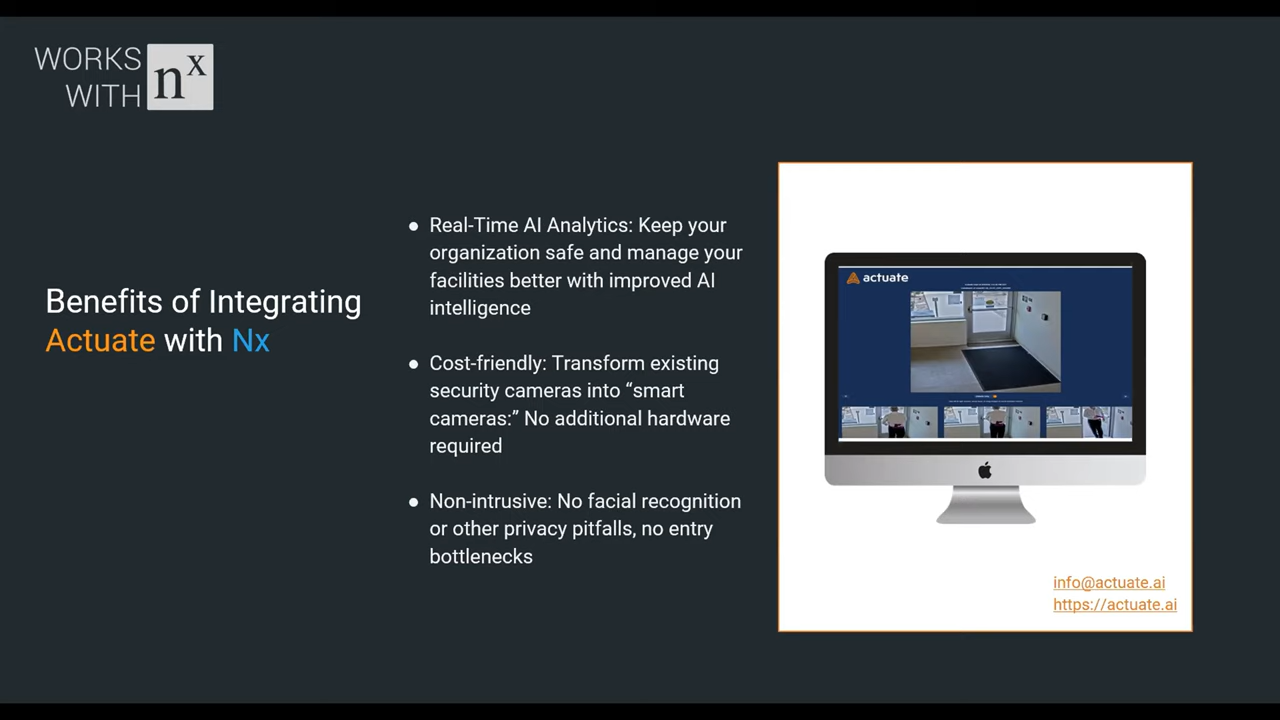 WORKS
WITH
nx
Benefits of Integrating
Actuate with Nx
● Real-Time AI Analytics: Keep your
organization safe and manage your
facilities better with improved AI
intelligence
● Cost-friendly: Transform existing
security cameras into “smart
cameras:” No additional hardware
required
● Non-intrusive: No facial recognition
or other privacy pitfalls, no entry
bottlenecks
actuate
info@actuate.ai
https://actuate.ai